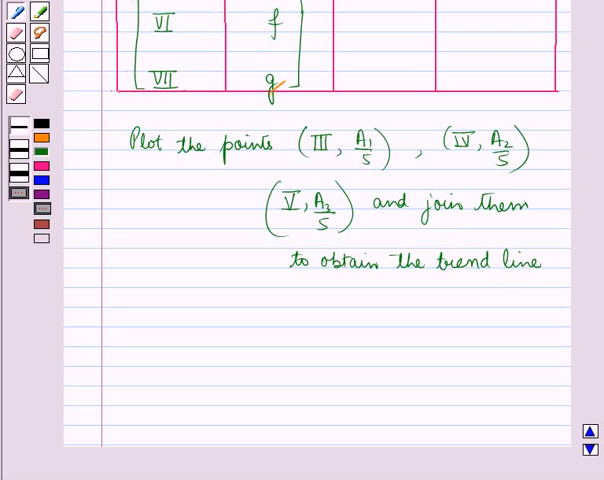 VI f
VII g
Plot the points (III, A1/5), (IV, A2/5)
(V, A3/5) and join them
to obtain the trend line